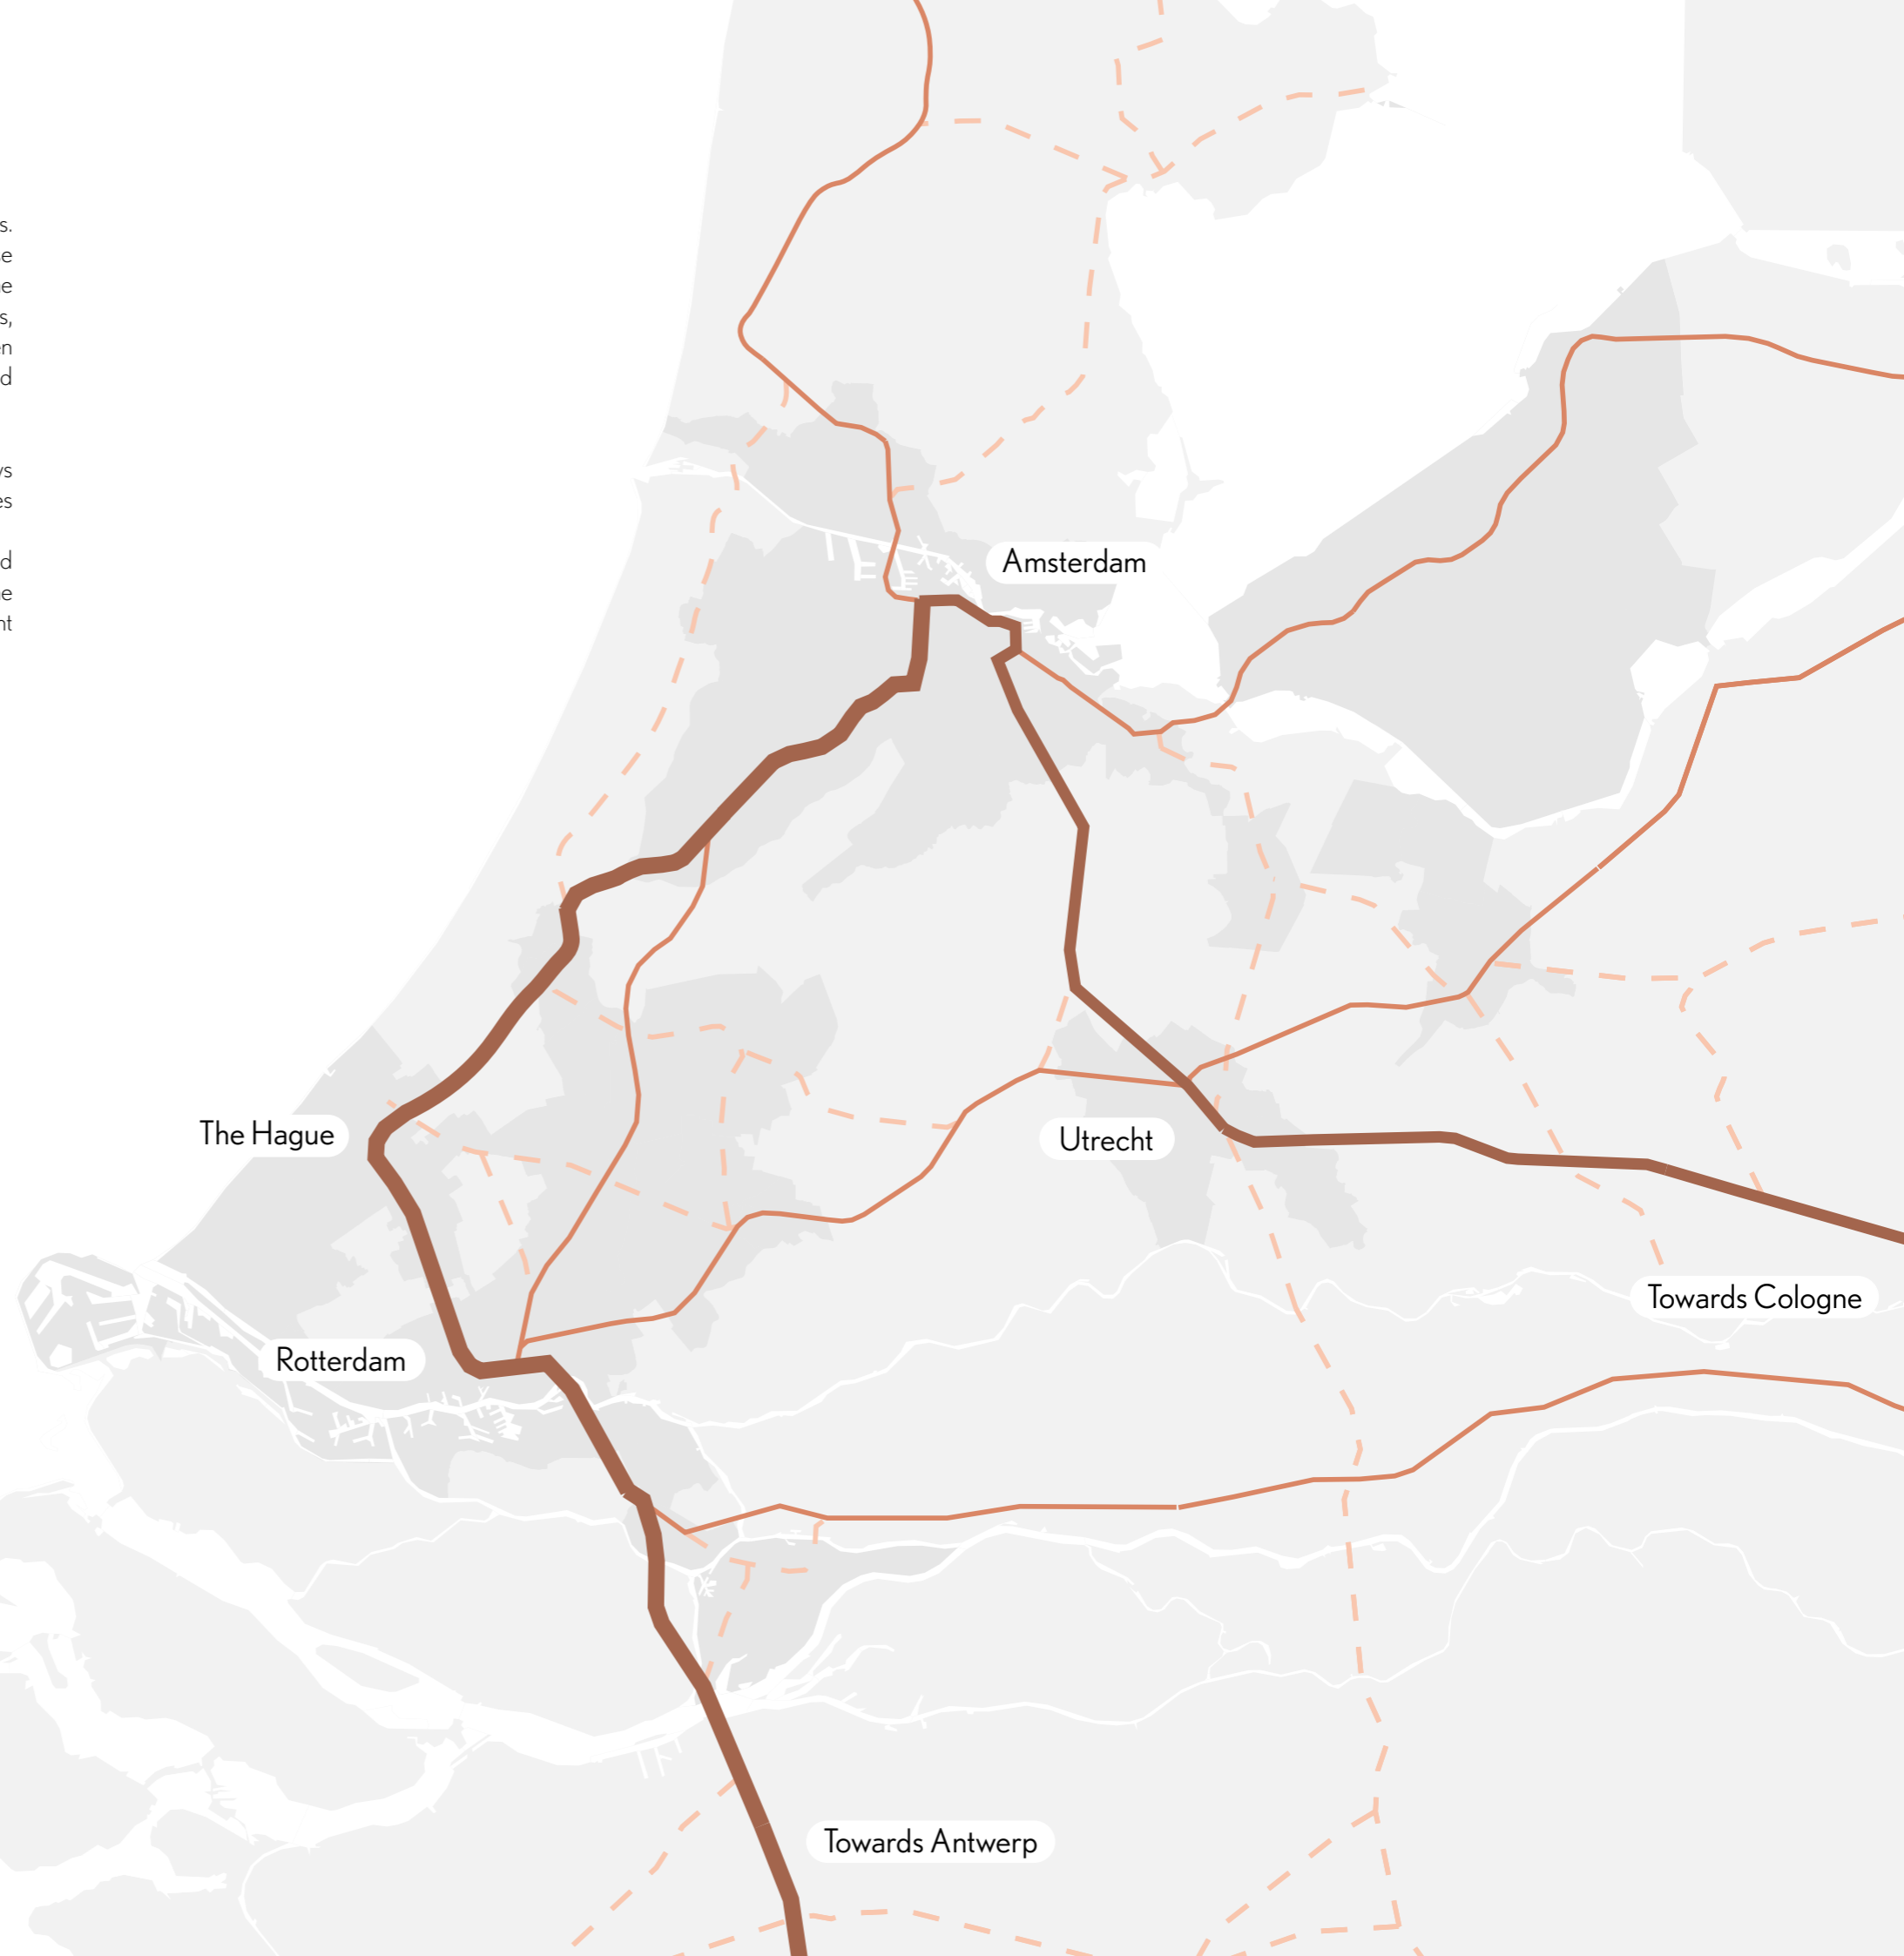 s.
s,
d
d
Amsterdam
The Hague
Utrecht
Towards Cologne
Rotterdam
Towards Antwerp